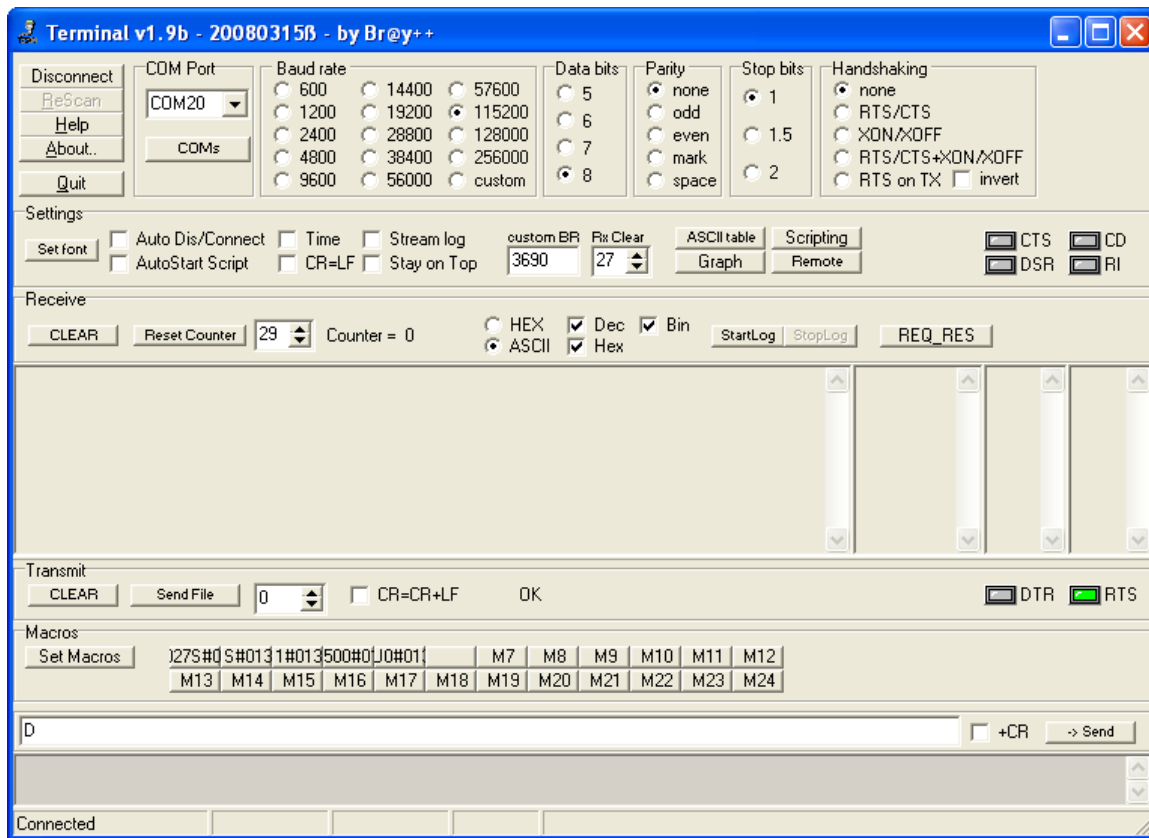 Terminal v1.9b - 20080315ß - by Br@y++
Disconnect
ReScan
Help
About..
Quit
COM Port
COM20
COMs
Baud rate
600 14400 57600
1200 19200 115200
2400 28800 128000
4800 38400 256000
9600 56000 custom
Data bits
5
6
7
8
Parity
none
odd
even
mark
space
Stop bits
1
1.5
2
Handshaking
none
RTS/CTS
XON/XOFF
RTS/CTS+XON/XOFF
RTS on TX invert
Settings
Set font
Auto Dis/Connect Time Stream log
AutoStart Script CR=LF Stay on Top
custom BR Rx Clear
3690 27
ASCII table Scripting
Graph Remote
CTS CD
DSR RI
Receive
CLEAR Reset Counter 29 Counter = 0
HEX Dec Bin
ASCII Hex
StartLog StopLog REQ_RES
Transmit
CLEAR Send File 0 CR=CR+LF OK DTR RTS
Macros
Set Macros
027S#0 S#013 1#013 500#0 M7 M8 M9 M10 M11 M12
M13 M14 M15 M16 M17 M18 M19 M20 M21 M22 M23 M24
D +CR -> Send
Connected